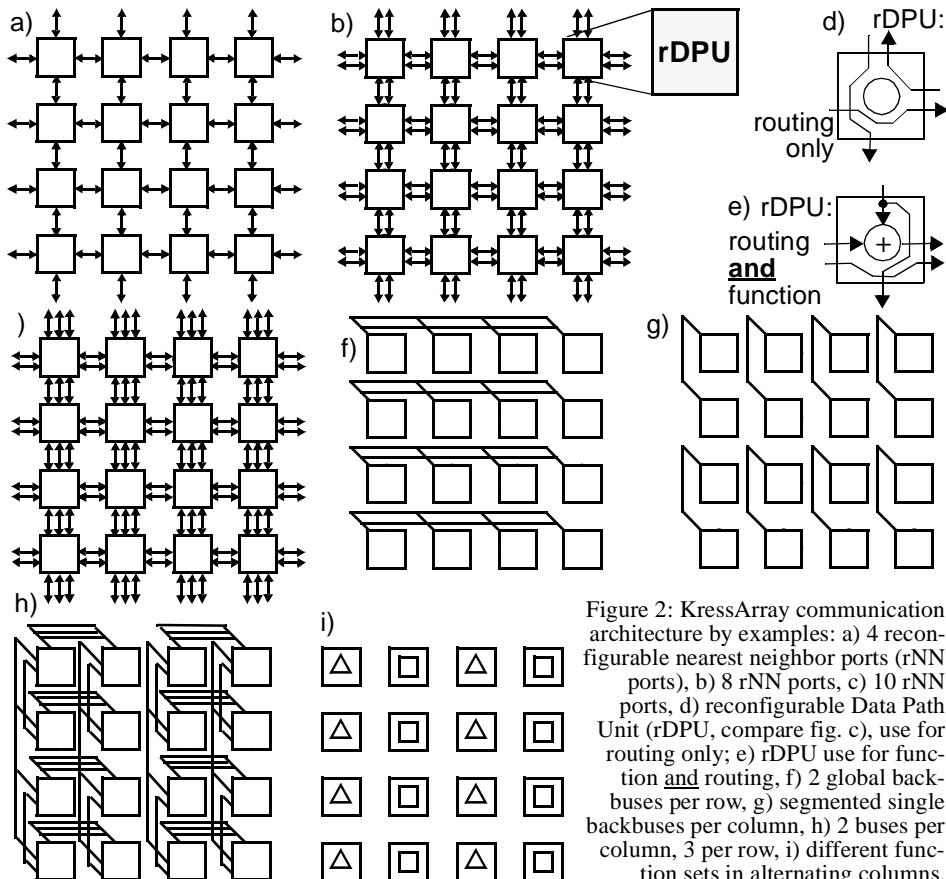 a)
b)
rDPU
d)
rDPU:
routing
only
e) rDPU:
routing
and
function
)
f)
g)
h)
i)
+
Figure 2: KressArray communication
architecture by examples: a) 4 recon-
figurable nearest neighbor ports (rNN
ports), b) 8 rNN ports, c) 10 rNN
ports, d) reconfigurable Data Path
Unit (rDPU, compare fig. c), use for
routing only; e) rDPU use for func-
tion and routing, f) 2 global back-
buses per row, g) segmented single
backbuses per column, h) 2 buses per
column, 3 per row, i) different func-
tion sets in alternating columns.